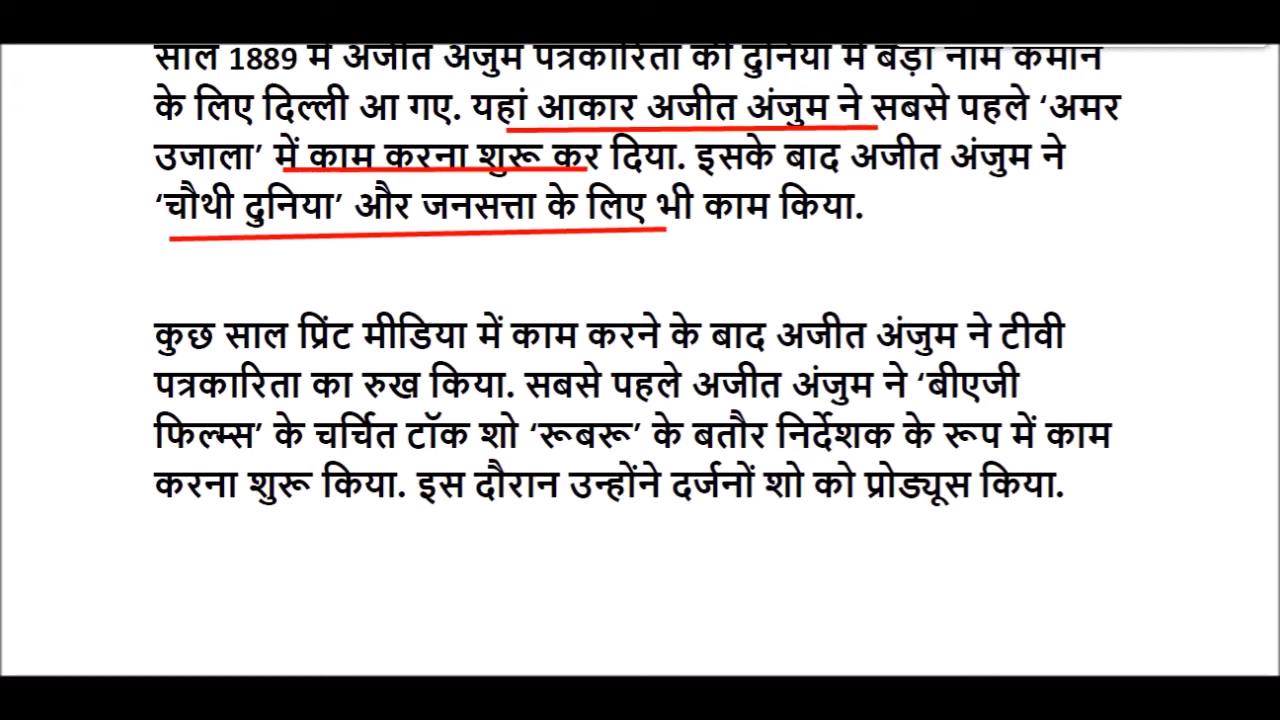 साल 1889 में अजीत अंजुम पत्रकारिता की दुनिया में बड़ा नाम कमाने
के लिए दिल्ली आ गए. यहां आकार अजीत अंजुम ने सबसे पहले ‘अमर
उजाला’ में काम करना शुरू कर दिया. इसके बाद अजीत अंजुम ने
‘चौथी दुनिया’ और जनसत्ता के लिए भी काम किया.
कुछ साल प्रिंट मीडिया में काम करने के बाद अजीत अंजुम ने टीवी
पत्रकारिता का रुख किया. सबसे पहले अजीत अंजुम ने ‘बीएजी
फिल्म्स’ के चर्चित टॉक शो ‘रूबरू’ के बतौर निर्देशक के रूप में काम
करना शुरू किया. इस दौरान उन्होंने दर्जनों शो को प्रोड्यूस किया.